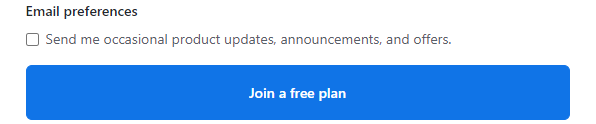 Email preferences
Send me occasional product updates, announcements, and offers.
Join a free plan